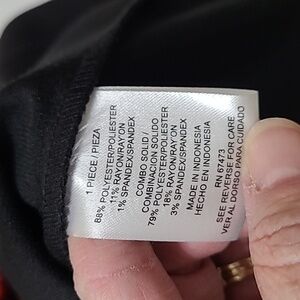 1 PIECE / PIEZA
88% POLYESTER/POLIESTER
11% RAYON/RAYON
1% SPANDEX/SPANDEX
COMBO SOLID
COMBINACION SOLIDO
79% POLYESTER/POLIESTER
18% RAYON/RAYON
3% SPANDEX/SPANDEX
MADE IN INDONESIA
HECHO EN INDONESIA
RN 67473
SEE REVERSE FOR CARE
VER AL DORSO PARA CUIDADO